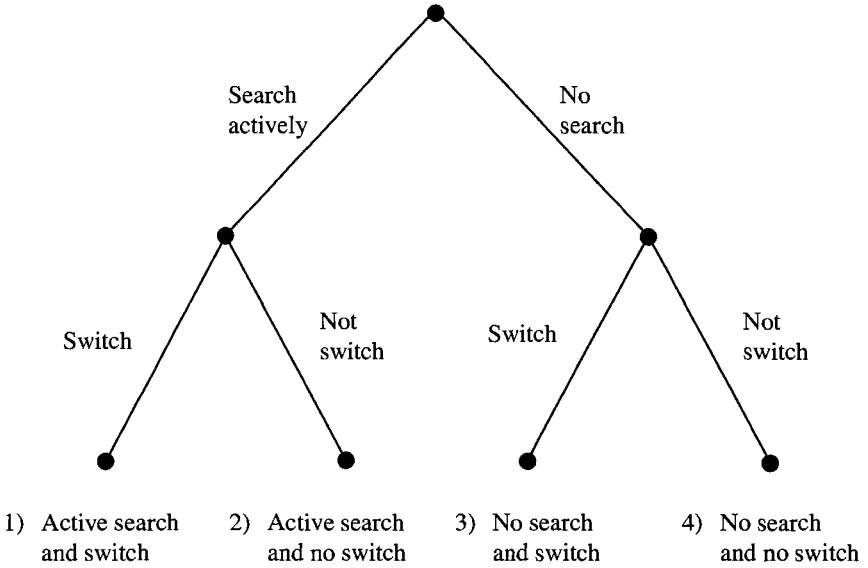 Search
actively
No
search
Switch
Not
switch
Switch
Not
switch
1) Active search
and switch
2) Active search
and no switch
3) No search
and switch
4) No search
and no switch